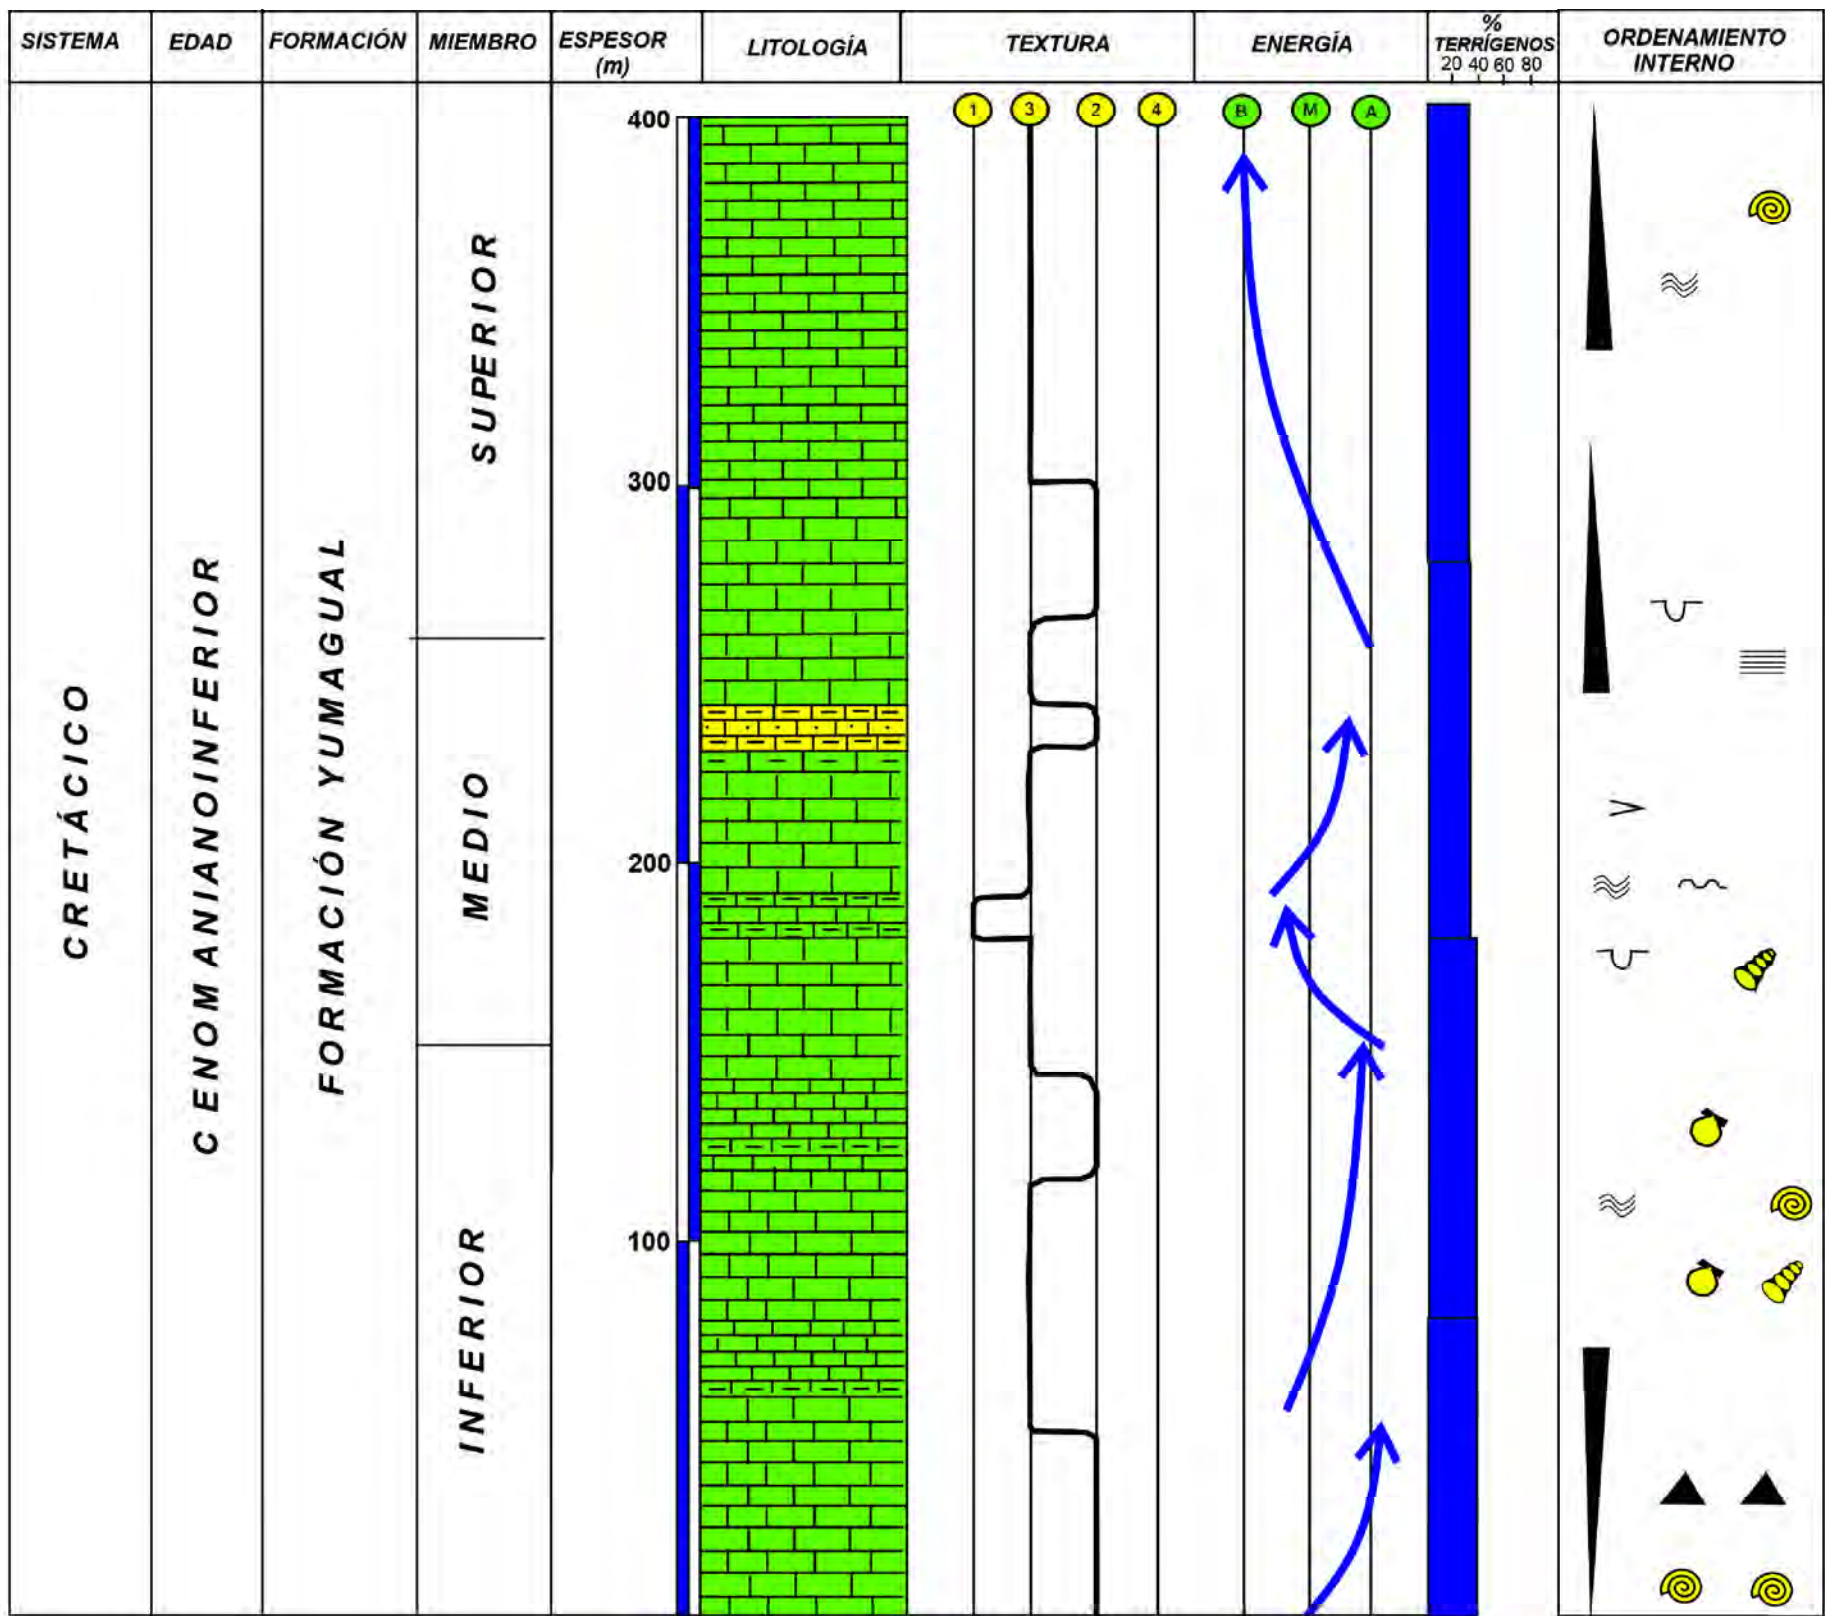 SISTEMA
EDAD
FORMACIÓN
MIEMBRO
ESPESOR
(m)
LITOLOGÍA
TEXTURA
ENERGÍA
%
TERRÍGENOS
20 40 60 80
ORDENAMIENTO
INTERNO
1 3 2 4
B M A
400
300
200
100
CRETÁCICO
CENOMANIANOINFERIOR
FORMACIÓN YUMAGUAL
SUPERIOR
MEDIO
INFERIOR